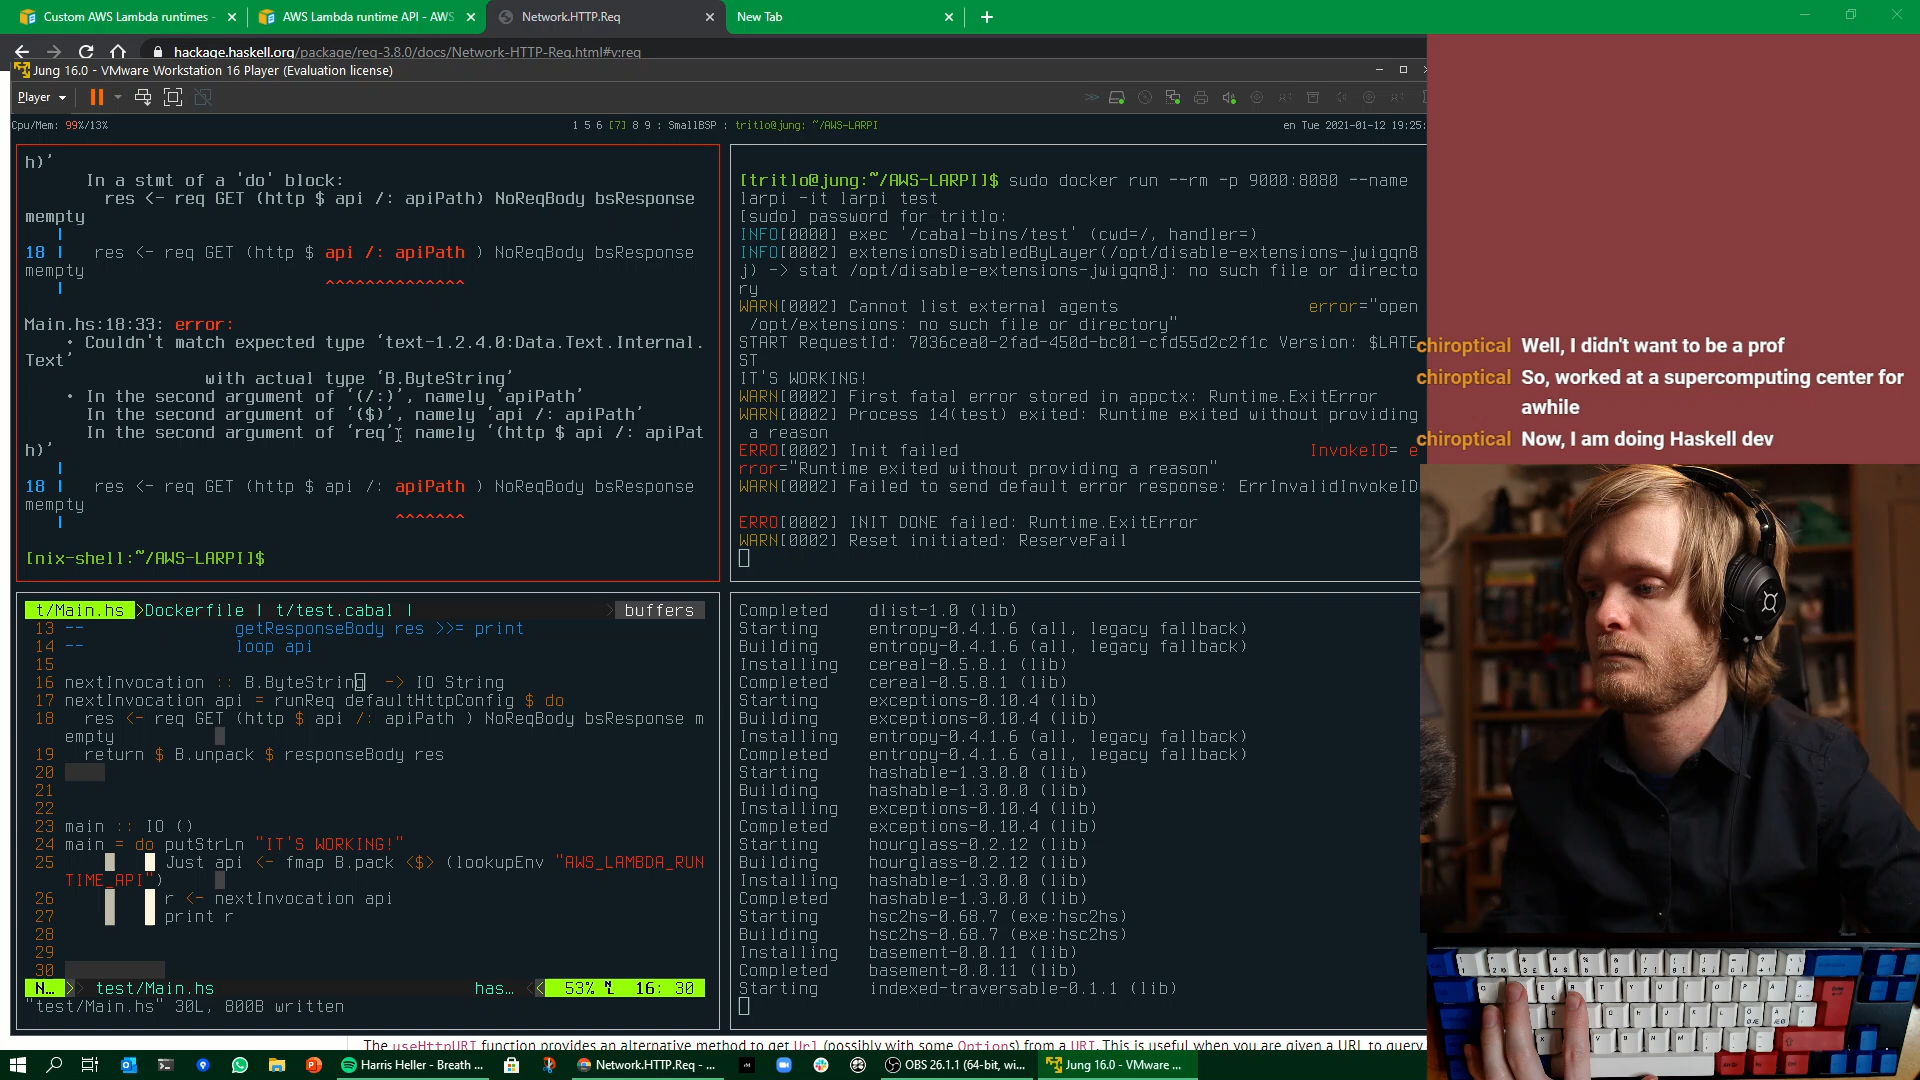 Custom AWS Lambda runtimes -
AWS Lambda runtime API - AWS
Network.HTTP.Req
New Tab
hackage.haskell.org/package/req-3.8.0/docs/Network-HTTP-Req.html#v:req
Jung 16.0 - VMware Workstation 16 Player (Evaluation license)
Player
Cpu/Mem: 99%/13%
1 5 6 [7] 8 9 : SmallBSP : tritlo@jung: ~/AWS-LARPI
en Tue 2021-01-12 19:25:
h)’
In a stmt of a 'do' block:
res <- req GET (http $ api /: apiPath) NoReqBody bsResponse
mempty
|
18 | res <- req GET (http $ api /: apiPath ) NoReqBody bsResponse
mempty
|
^^^^^^^^^^^^^^
Main.hs:18:33: error:
• Couldn't match expected type ‘text-1.2.4.0:Data.Text.Internal.
Text’
with actual type ‘B.ByteString’
• In the second argument of ‘(/:)’, namely ‘apiPath’
In the second argument of ‘($)’, namely ‘api /: apiPath’
In the second argument of ‘req’, namely ‘(http $ api /: apiPat
h)’
|
18 | res <- req GET (http $ api /: apiPath ) NoReqBody bsResponse
mempty
|
^^^^^^^
[nix-shell:~/AWS-LARPI]$
[tritlo@jung:~/AWS-LARPI]$ sudo docker run --rm -p 9000:8080 --name
larpi -it larpi test
[sudo] password for tritlo:
INFO[0000] exec '/cabal-bins/test' (cwd=/, handler=)
INFO[0002] extensionsDisabledByLayer(/opt/disable-extensions-jwigqn8
j) -> stat /opt/disable-extensions-jwigqn8j: no such file or directo
ry
WARN[0002] Cannot list external agents error="open
/opt/extensions: no such file or directory"
START RequestId: 7036cea0-2fad-450d-bc01-cfd55d2c2f1c Version: $LATE
ST
IT'S WORKING!
WARN[0002] First fatal error stored in appctx: Runtime.ExitError
WARN[0002] Process 14(test) exited: Runtime exited without providing
a reason
ERRO[0002] Init failed InvokeID= e
rror="Runtime exited without providing a reason"
WARN[0002] Failed to send default error response: ErrInvalidInvokeID
ERRO[0002] INIT DONE failed: Runtime.ExitError
WARN[0002] Reset initiated: ReserveFail
t/Main.hs >Dockerfile | t/test.cabal | buffers
13 -- getResponseBody res >>= print
14 -- loop api
15
16 nextInvocation :: B.ByteString -> IO String
17 nextInvocation api = runReq defaultHttpConfig $ do
18 res <- req GET (http $ api /: apiPath ) NoReqBody bsResponse m
empty
19 return $ B.unpack $ responseBody res
20
21
22
23 main :: IO ()
24 main = do putStrLn "IT'S WORKING!"
25 Just api <- fmap B.pack <$> (lookupEnv "AWS_LAMBDA_RUN
TIME_API")
26 r <- nextInvocation api
27 print r
28
29
30
N… > test/Main.hs has… << 53% 16: 30
"test/Main.hs" 30L, 800B written
Completed dlist-1.0 (lib)
Starting entropy-0.4.1.6 (all, legacy fallback)
Building entropy-0.4.1.6 (all, legacy fallback)
Installing cereal-0.5.8.1 (lib)
Completed cereal-0.5.8.1 (lib)
Starting exceptions-0.10.4 (lib)
Building exceptions-0.10.4 (lib)
Installing entropy-0.4.1.6 (all, legacy fallback)
Completed entropy-0.4.1.6 (all, legacy fallback)
Starting hashable-1.3.0.0 (lib)
Building hashable-1.3.0.0 (lib)
Installing exceptions-0.10.4 (lib)
Completed exceptions-0.10.4 (lib)
Starting hourglass-0.2.12 (lib)
Building hourglass-0.2.12 (lib)
Installing hashable-1.3.0.0 (lib)
Completed hashable-1.3.0.0 (lib)
Starting hsc2hs-0.68.7 (exe:hsc2hs)
Building hsc2hs-0.68.7 (exe:hsc2hs)
Installing basement-0.0.11 (lib)
Completed basement-0.0.11 (lib)
Starting indexed-traversable-0.1.1 (lib)
chiroptical Well, I didn't want to be a prof
chiroptical So, worked at a supercomputing center for
awhile
chiroptical Now, I am doing Haskell dev
The useHttpURI function provides an alternative method to get Url (possibly with some Options) from a URI. This is useful when you are given a URL to query
Harris Heller - Breath ...
Network.HTTP.Req - ...
OBS 26.1.1 (64-bit, wi...
Jung 16.0 - VMware ...